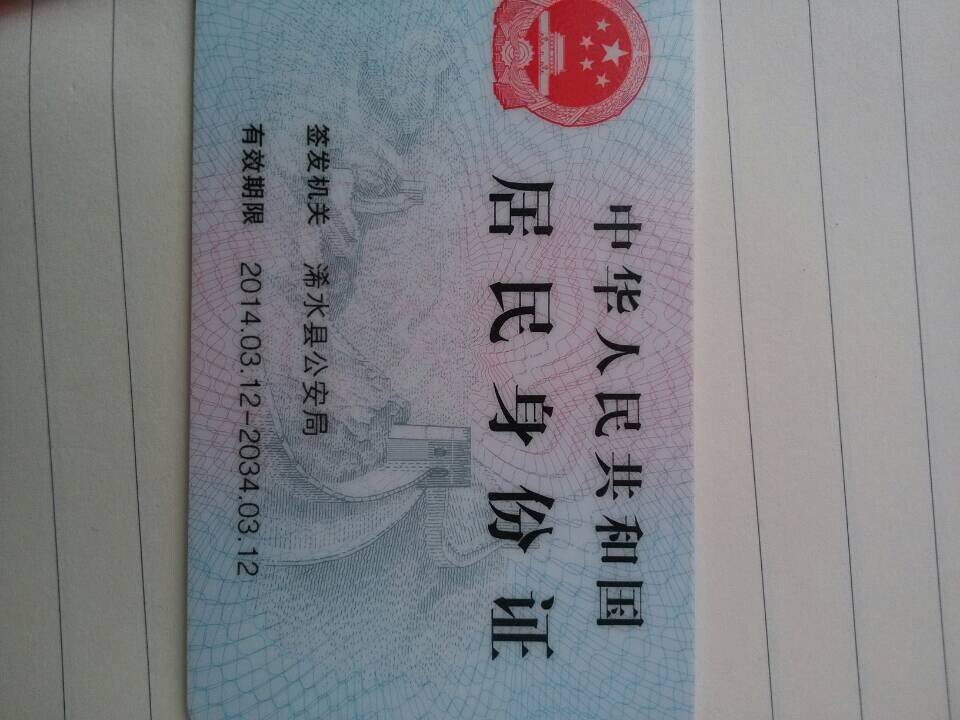 中华人民共和国
居民身份证
签发机关 浠水县公安局
有效期限 2014.03.12-2034.03.12